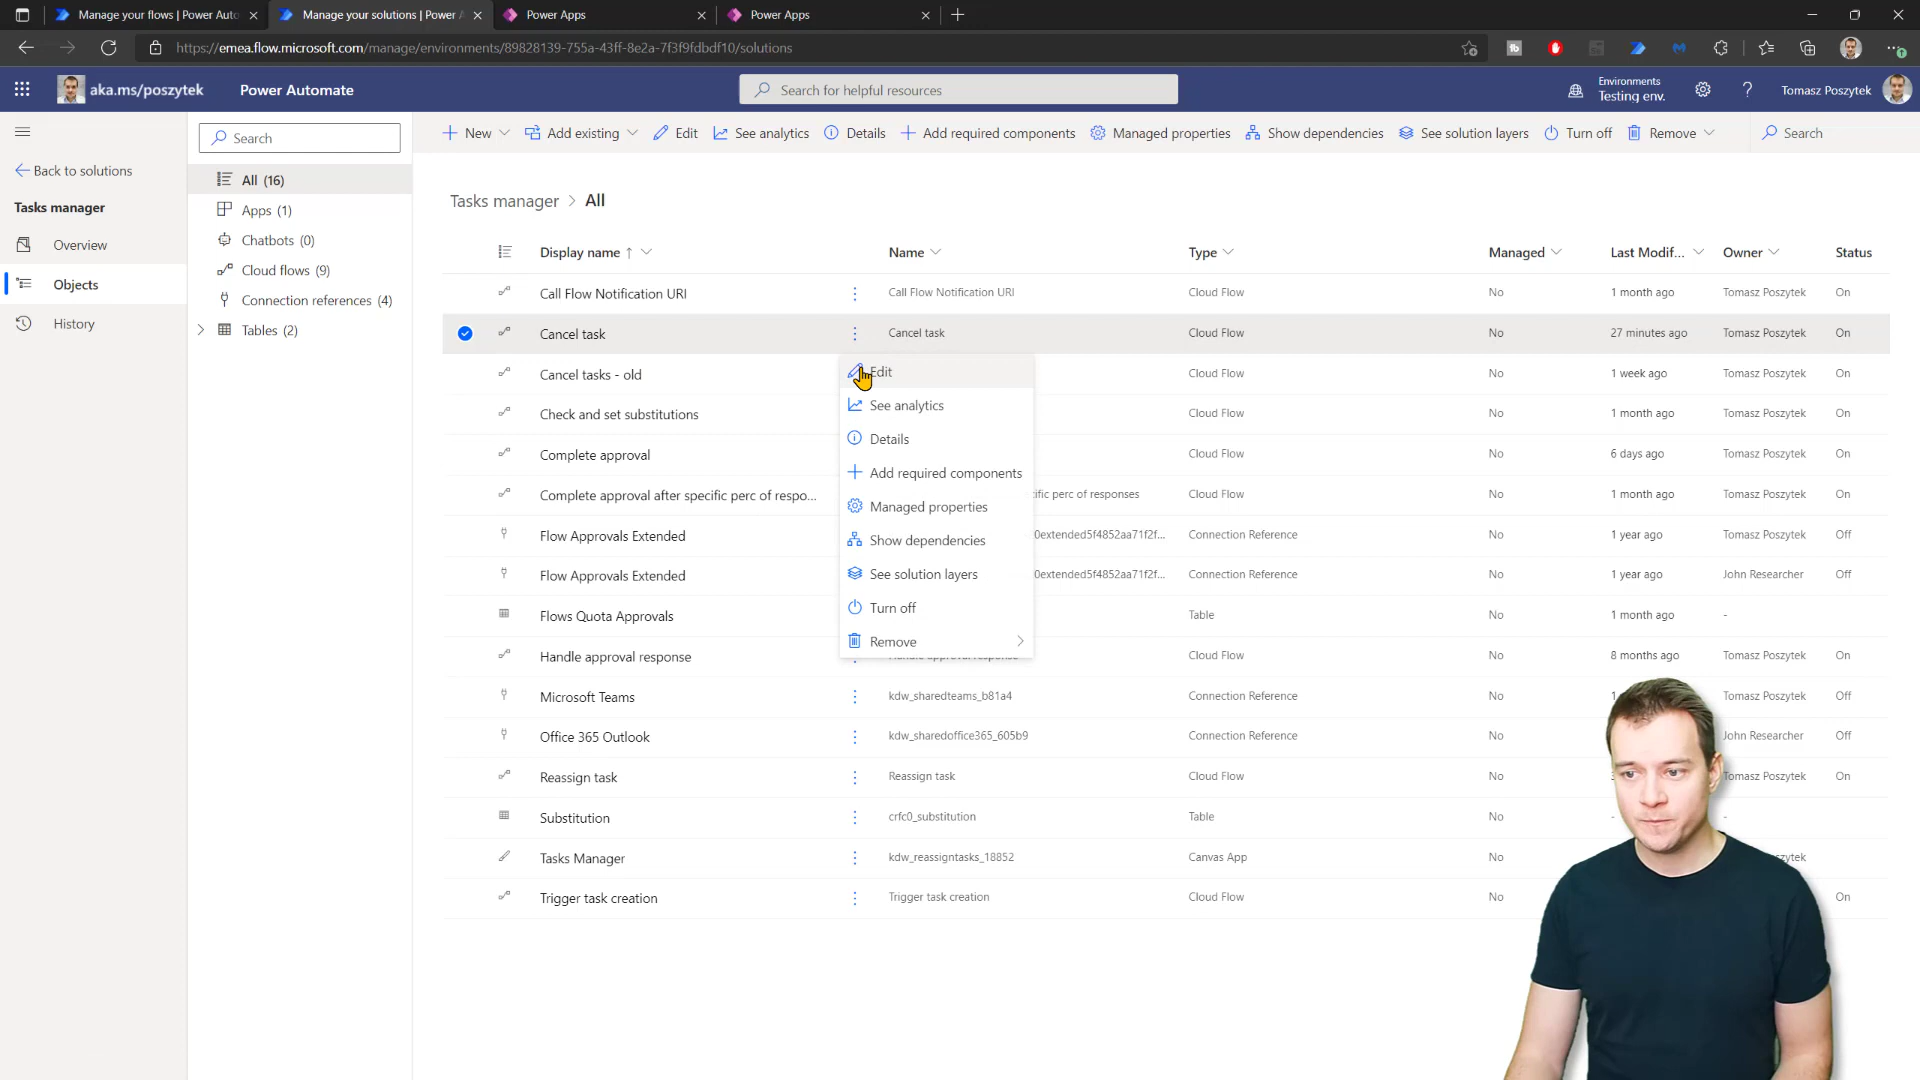 Manage your flows | Power Auto
Manage your solutions | Power A
Power Apps
Power Apps
https://emea.flow.microsoft.com/manage/environments/89828139-755a-43ff-8e2a-7f3f9fdbdf10/solutions
aka.ms/poszytek
Power Automate
Search for helpful resources
Environments
Testing env.
Tomasz Poszytek
Search
New
Add existing
Edit
See analytics
Details
Add required components
Managed properties
Show dependencies
See solution layers
Turn off
Remove
Search
Back to solutions
Tasks manager
Overview
Objects
History
All (16)
Apps (1)
Chatbots (0)
Cloud flows (9)
Connection references (4)
Tables (2)
Tasks manager > All
Display name ↑ Name Type Managed Last Modif... Owner Status
Call Flow Notification URI Call Flow Notification URI Cloud Flow No 1 month ago Tomasz Poszytek On
Cancel task Cancel task Cloud Flow No 27 minutes ago Tomasz Poszytek On
Cancel tasks - old Cloud Flow No 1 week ago Tomasz Poszytek On
Check and set substitutions Cloud Flow No 1 month ago Tomasz Poszytek On
Complete approval Cloud Flow No 6 days ago Tomasz Poszytek On
Complete approval after specific perc of respo... ific perc of responses Cloud Flow No 1 month ago Tomasz Poszytek On
Flow Approvals Extended 0extended5f4852aa71f2f... Connection Reference No 1 year ago Tomasz Poszytek Off
Flow Approvals Extended 0extended5f4852aa71f2f... Connection Reference No 1 year ago John Researcher Off
Flows Quota Approvals Table No 1 month ago -
Handle approval response Cloud Flow No 8 months ago Tomasz Poszytek On
Microsoft Teams kdw_sharedteams_b81a4 Connection Reference No Tomasz Poszytek Off
Office 365 Outlook kdw_sharedoffice365_605b9 Connection Reference No John Researcher Off
Reassign task Reassign task Cloud Flow No Tomasz Poszytek On
Substitution crfc0_substitution Table No - -
Tasks Manager kdw_reassigntasks_18852 Canvas App No
Trigger task creation Trigger task creation Cloud Flow No On
Edit
See analytics
Details
Add required components
Managed properties
Show dependencies
See solution layers
Turn off
Remove